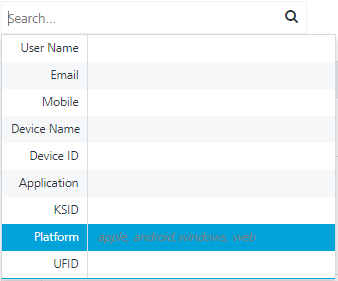 Search...
User Name
Email
Mobile
Device Name
Device ID
Application
KSID
Platform apple, android,windows, web
UFID